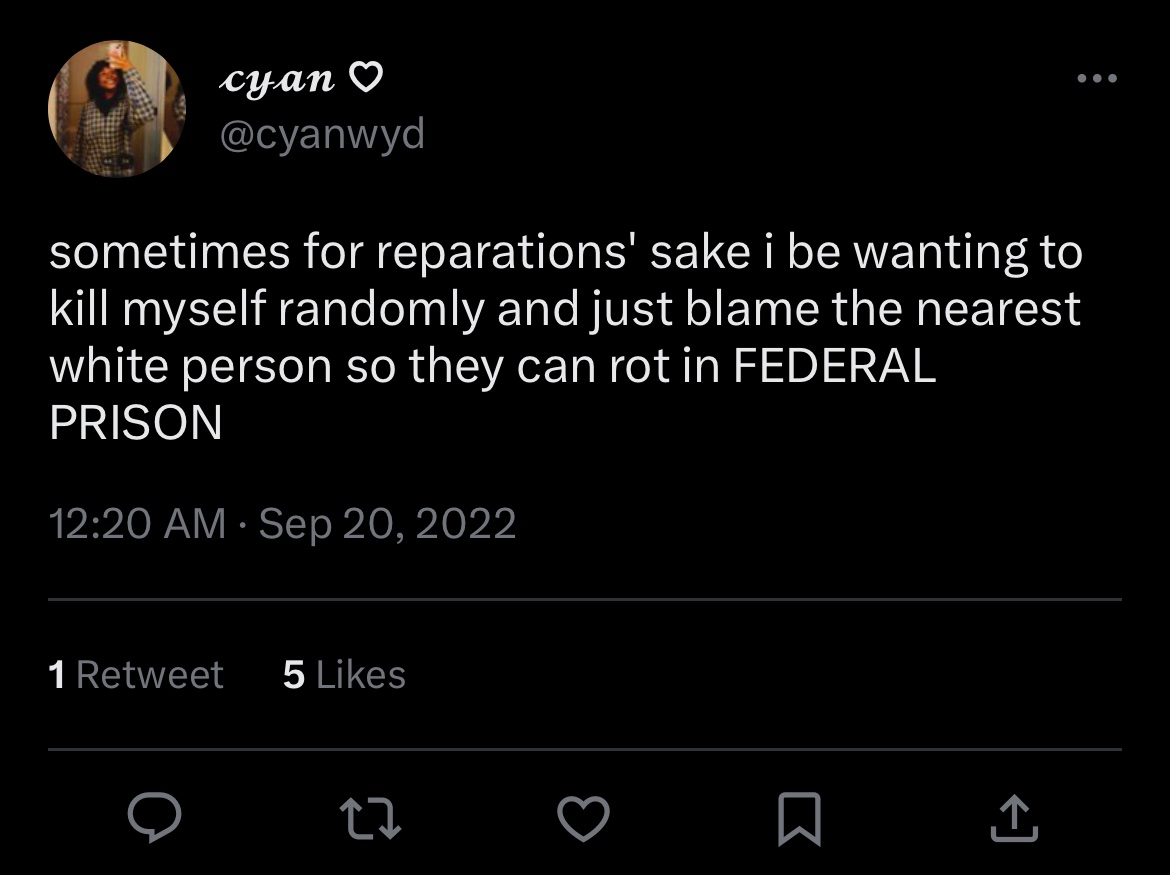 𝓬𝔂𝓪𝓷 ♡
@cyanwyd
sometimes for reparations' sake i be wanting to
kill myself randomly and just blame the nearest
white person so they can rot in FEDERAL
PRISON
12:20 AM · Sep 20, 2022
1 Retweet 5 Likes